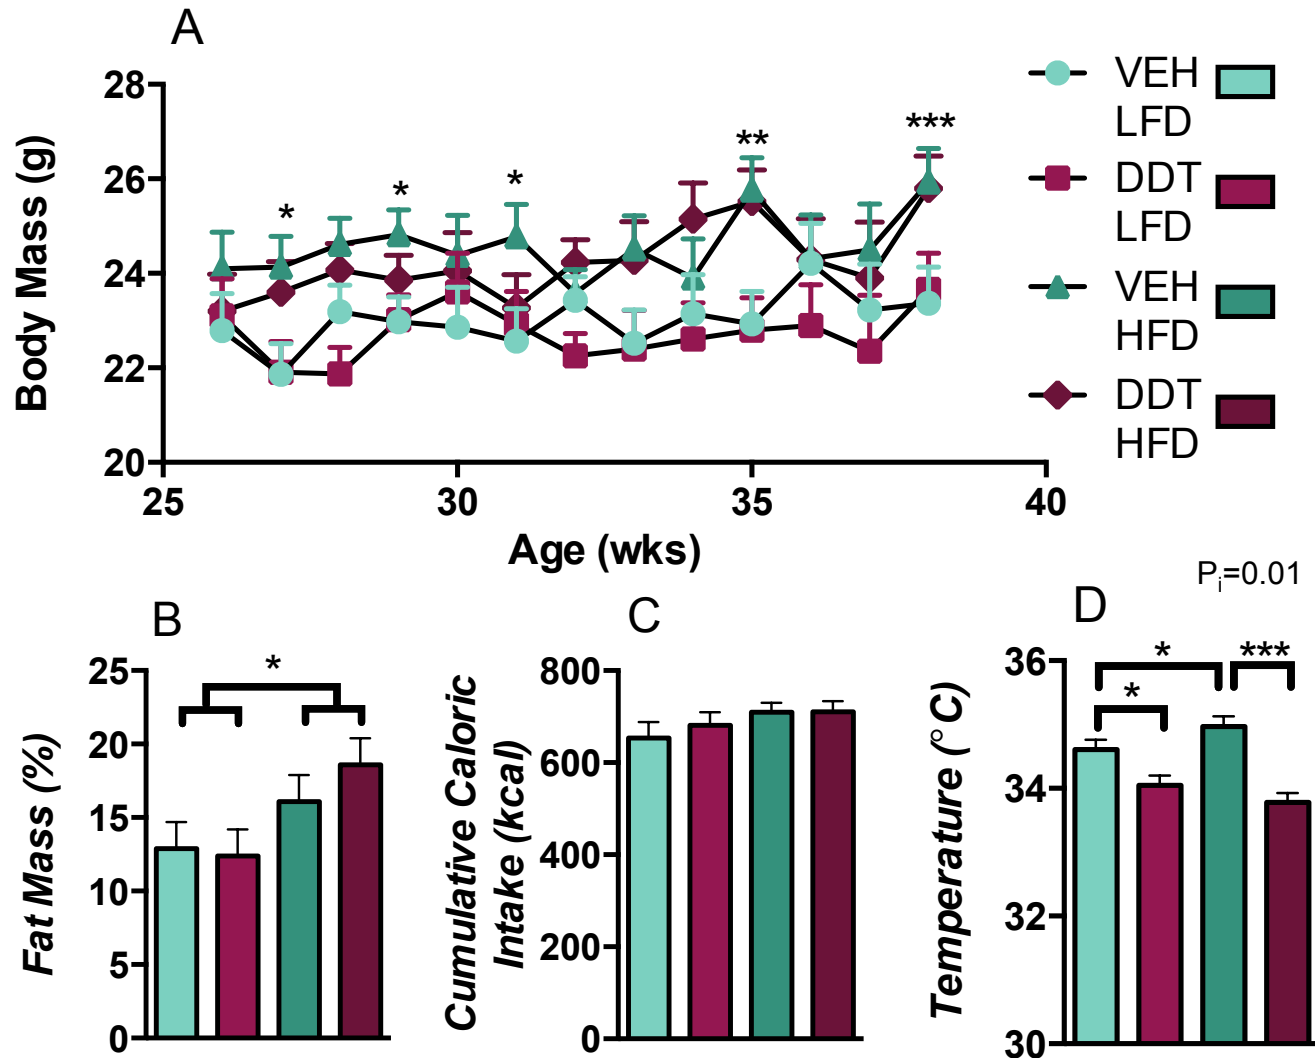 A
28
26
24
22
20
Body Mass (g)
*
*
*
**
***
25
30
35
40
Age (wks)
VEH
LFD
DDT
LFD
VEH
HFD
DDT
HFD
B
25
20
15
10
5
0
Fat Mass (%)
*
C
800
600
400
200
0
Cumulative Caloric
Intake (kcal)
D
Pi=0.01
36
34
32
30
Temperature (°C)
*
*
***